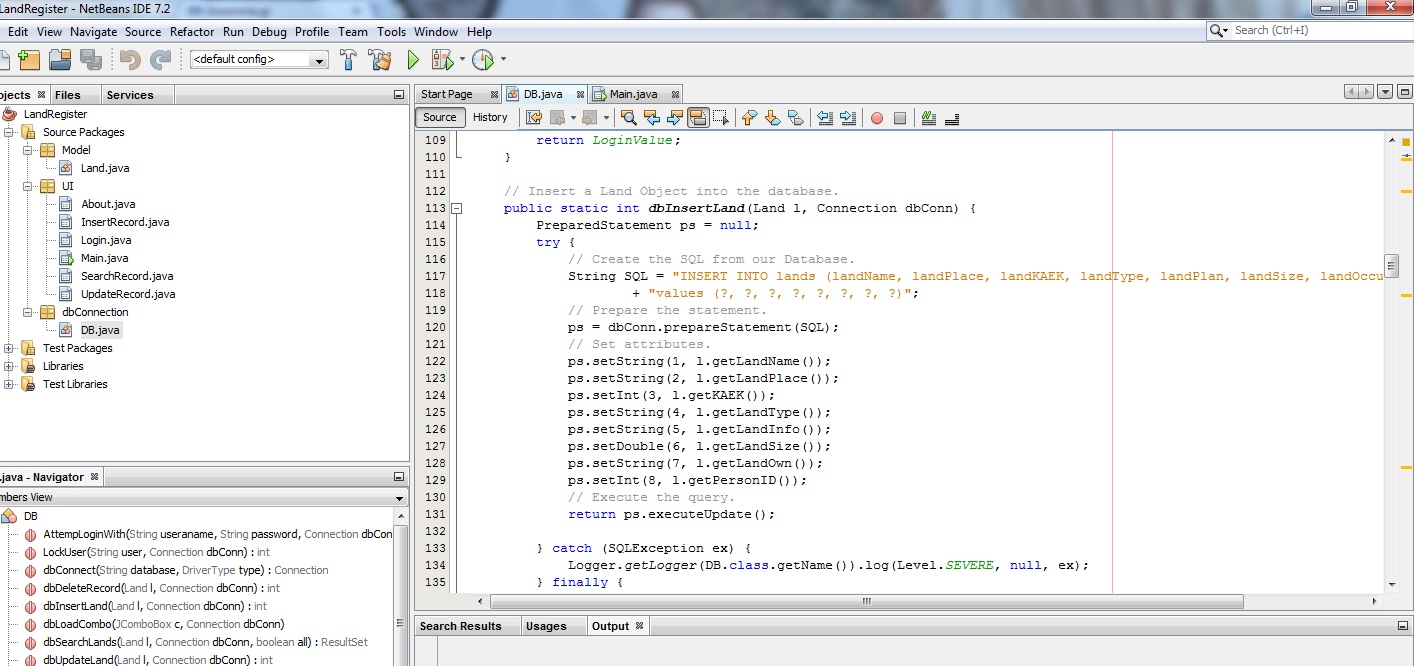 LandRegister - NetBeans IDE 7.2
Edit View Navigate Source Refactor Run Debug Profile Team Tools Window Help
Search (Ctrl+I)
<default config>
ojects Files Services
LandRegister
Source Packages
Model
Land.java
UI
About.java
InsertRecord.java
Login.java
Main.java
SearchRecord.java
UpdateRecord.java
dbConnection
DB.java
Test Packages
Libraries
Test Libraries
.java - Navigator
mbers View
DB
AttempLoginWith(String useraname, String password, Connection dbCon
LockUser(String user, Connection dbConn) : int
dbConnect(String database, DriverType type) : Connection
dbDeleteRecord(Land l, Connection dbConn) : int
dbInsertLand(Land l, Connection dbConn) : int
dbLoadCombo(JComboBox c, Connection dbConn)
dbSearchLands(Land l, Connection dbConn, boolean all) : ResultSet
dbUpdateLand(Land l, Connection dbConn) : int
Start Page DB.java Main.java
Source History
109 return LoginValue;
110 }
111
112 // Insert a Land Object into the database.
113 public static int dbInsertLand(Land l, Connection dbConn) {
114 PreparedStatement ps = null;
115 try {
116 // Create the SQL from our Database.
117 String SQL = "INSERT INTO lands (landName, landPlace, landKAEK, landType, landPlan, landSize, landOccu
118 + "values (?, ?, ?, ?, ?, ?, ?, ?)";
119 // Prepare the statement.
120 ps = dbConn.prepareStatement(SQL);
121 // Set attributes.
122 ps.setString(1, l.getLandName());
123 ps.setString(2, l.getLandPlace());
124 ps.setInt(3, l.getKAEK());
125 ps.setString(4, l.getLandType());
126 ps.setString(5, l.getLandInfo());
127 ps.setDouble(6, l.getLandSize());
128 ps.setString(7, l.getLandOwn());
129 ps.setInt(8, l.getPersonID());
130 // Execute the query.
131 return ps.executeUpdate();
132
133 } catch (SQLException ex) {
134 Logger.getLogger(DB.class.getName()).log(Level.SEVERE, null, ex);
135 } finally {
Search Results Usages Output